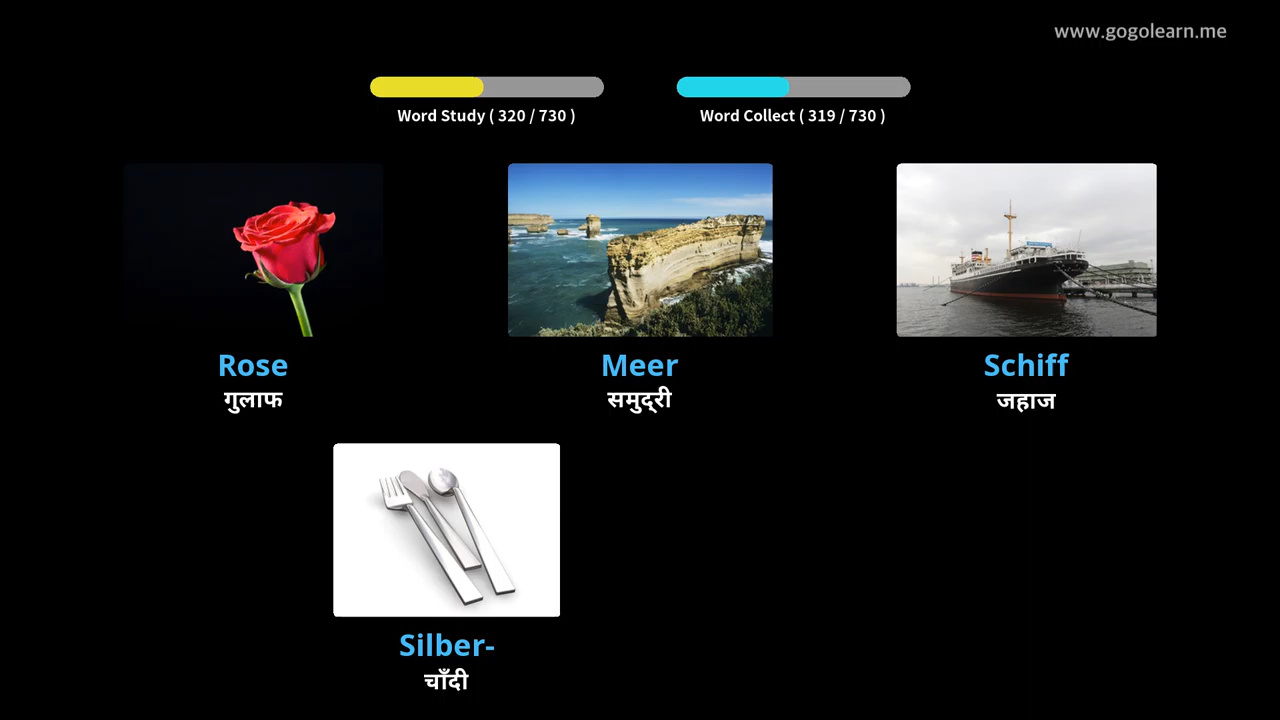 www.gogolearn.me
Word Study ( 320 / 730 )
Word Collect ( 319 / 730 )
Rose
गुलाफ
Meer
समुद्री
Schiff
जहाज
Silber-
चाँदी